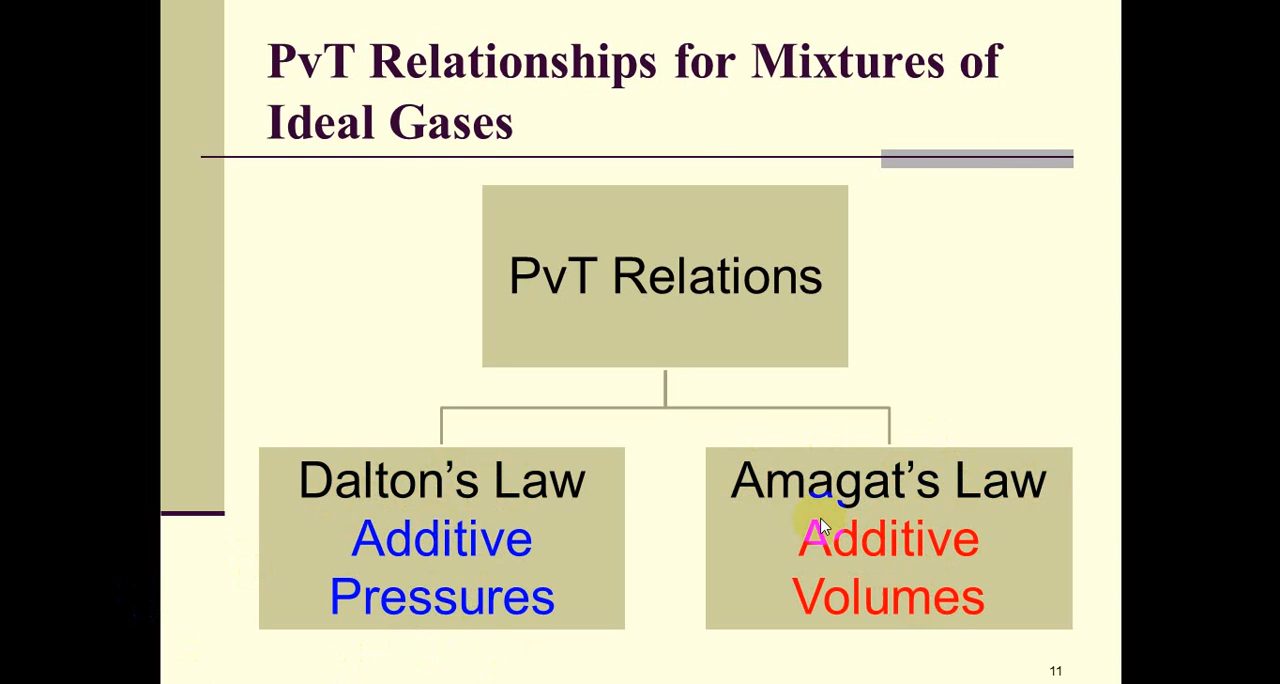 PvT Relationships for Mixtures of
Ideal Gases
PvT Relations
Dalton’s Law
Additive
Pressures
Amagat’s Law
Additive
Volumes
11